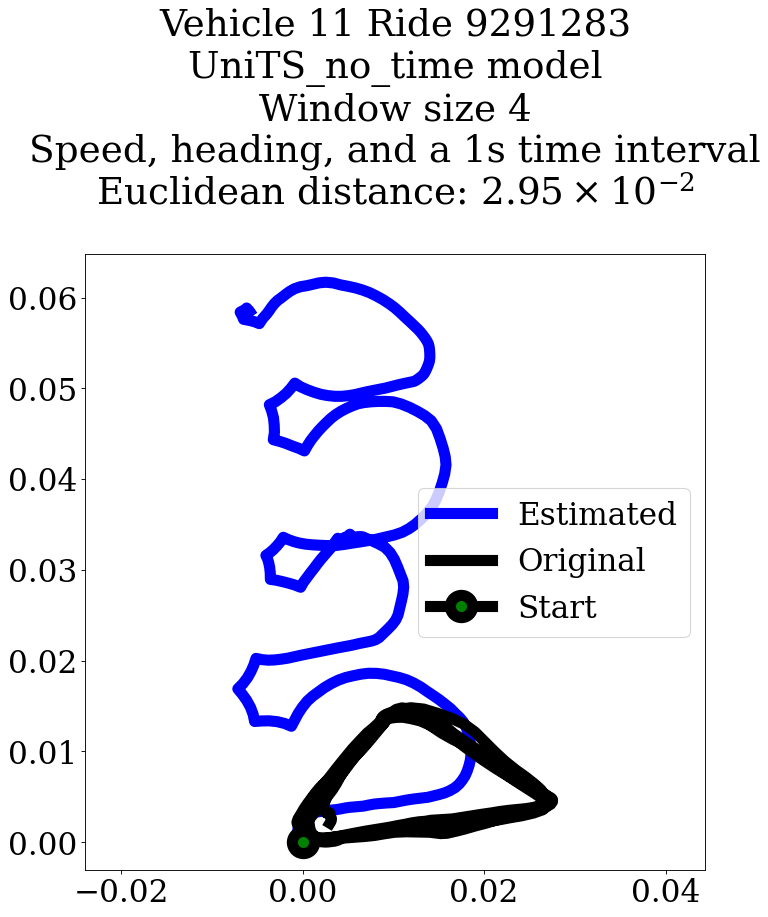 Vehicle 11 Ride 9291283
UniTS_no_time model
Window size 4
Speed, heading, and a 1s time interval
Euclidean distance: 2.95 × 10⁻²
0.06
0.05
0.04
0.03
0.02
0.01
0.00
Estimated
Original
Start
−0.02
0.00
0.02
0.04